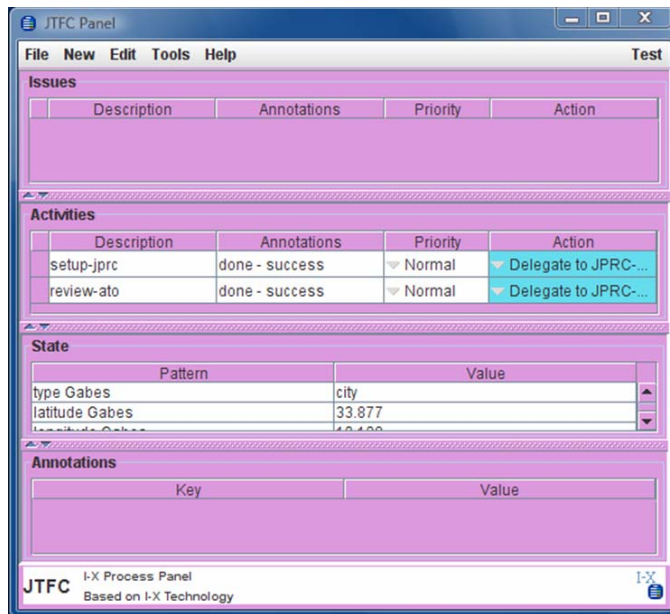 JTFC Panel
File New Edit Tools Help Test
Issues
Description Annotations Priority Action
Activities
Description Annotations Priority Action
setup-jprc done - success Normal Delegate to JPRC-...
review-ato done - success Normal Delegate to JPRC-...
State
Pattern Value
type Gabes city
latitude Gabes 33.877
Annotations
Key Value
JTFC
I-X Process Panel
Based on I-X Technology
I-X